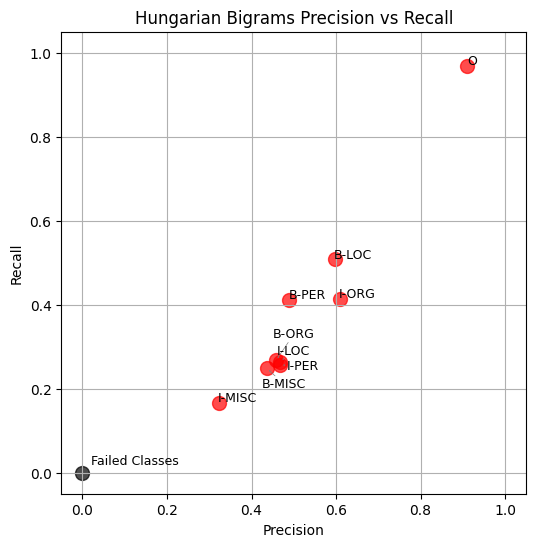 Hungarian Bigrams Precision vs Recall
1.0
O
0.8
0.6
B-LOC
Recall
B-PER
I-ORG
0.4
B-ORG
I-LOC
I-PER
B-MISC
0.2
I-MISC
Failed Classes
0.0
0.0 0.2 0.4 0.6 0.8 1.0
Precision